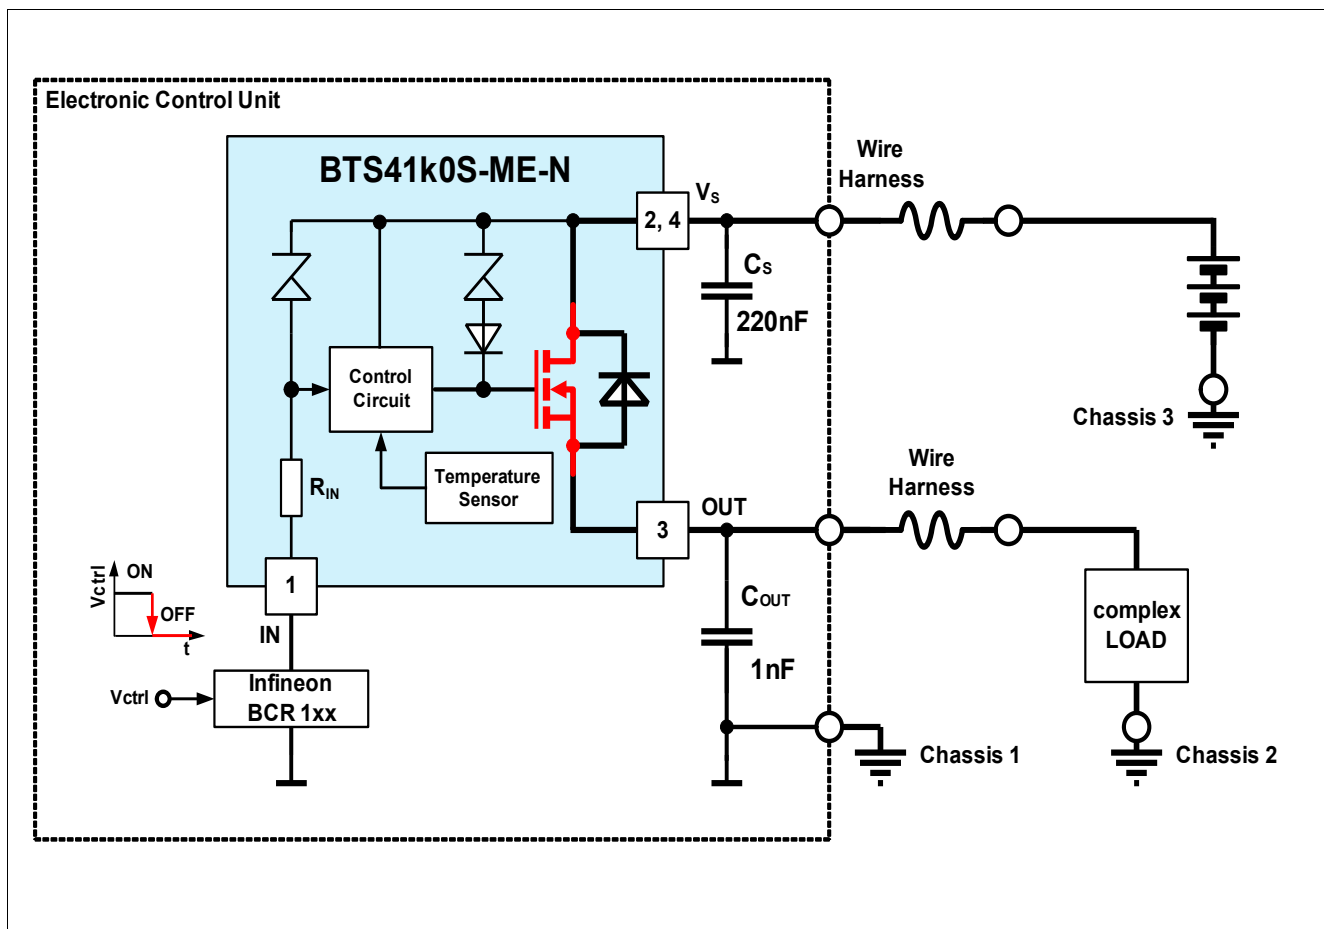 Electronic Control Unit
BTS41k0S-ME-N
Wire
Harness
VS
2, 4
CS
220nF
Control
Circuit
Chassis 3
Temperature
Sensor
RIN
Wire
Harness
OUT
3
Vctrl
ON
OFF
t
1
IN
COUT
1nF
complex
LOAD
Vctrl
Infineon
BCR 1xx
Chassis 1
Chassis 2